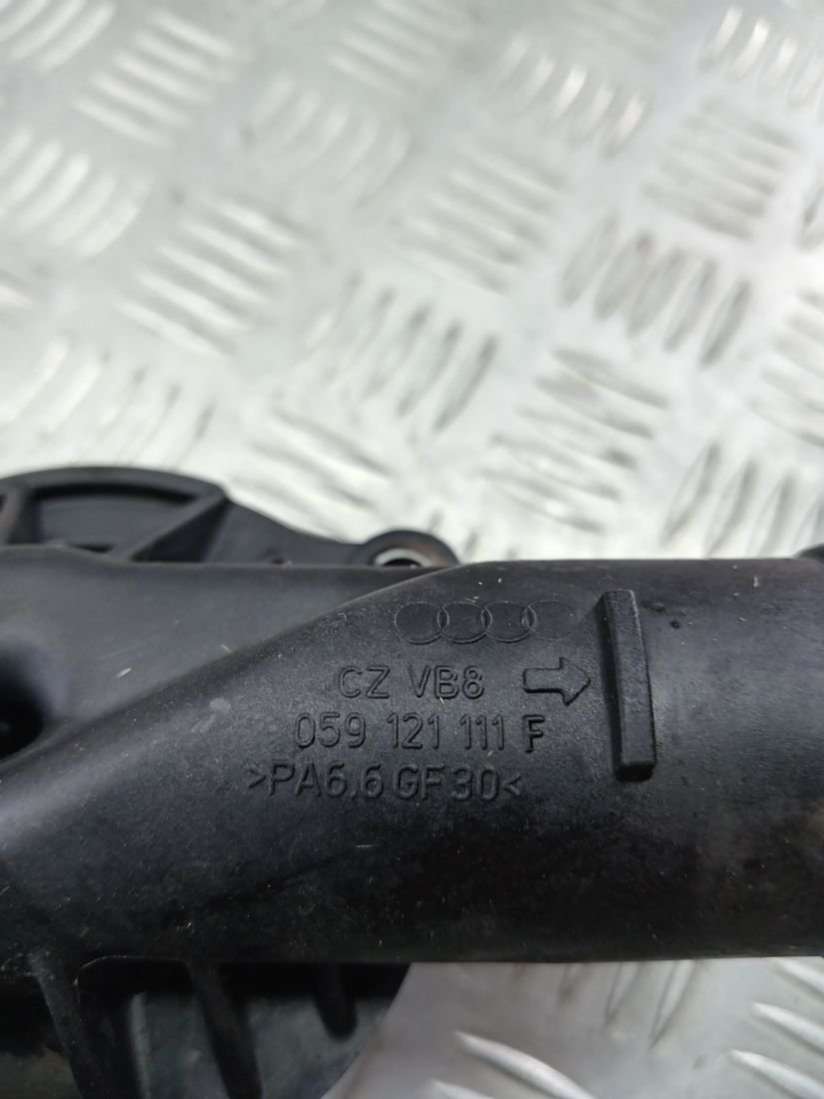 CZ VB8
059 121 111 F
>PA6.6 GF30<